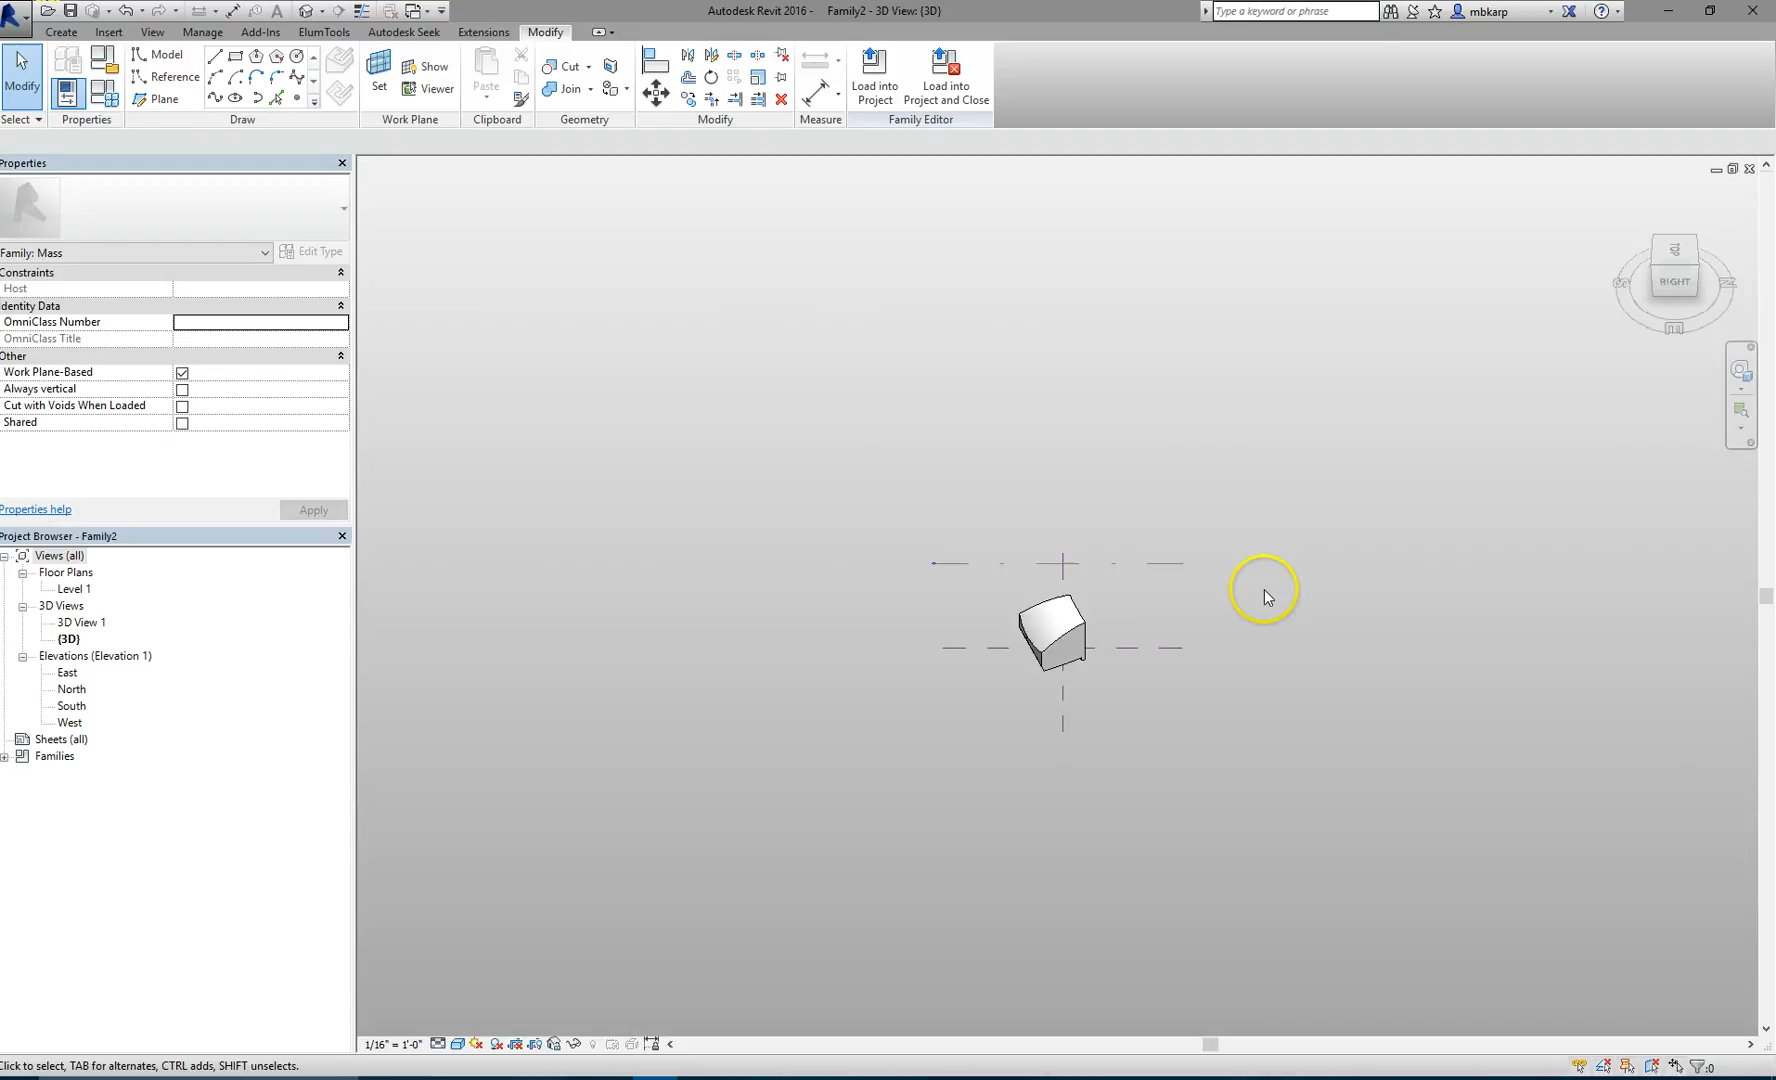 Autodesk Revit 2016 - Family2 - 3D View: {3D}
Type a keyword or phrase
mbkarp
Create Insert View Manage Add-Ins ElumTools Autodesk Seek Extensions Modify
Modify
Model
Reference
Plane
Set
Show
Viewer
Paste
Cut
Join
Load into
Project
Load into
Project and Close
Select Properties Draw Work Plane Clipboard Geometry Modify Measure Family Editor
Properties
Family: Mass
Edit Type
Constraints
Host
Identity Data
OmniClass Number
OmniClass Title
Other
Work Plane-Based
Always vertical
Cut with Voids When Loaded
Shared
Properties help
Apply
Project Browser - Family2
Views (all)
Floor Plans
Level 1
3D Views
3D View 1
{3D}
Elevations (Elevation 1)
East
North
South
West
Sheets (all)
Families
TOP
RIGHT
1/16" = 1'-0"
Click to select, TAB for alternates, CTRL adds, SHIFT unselects.
:0